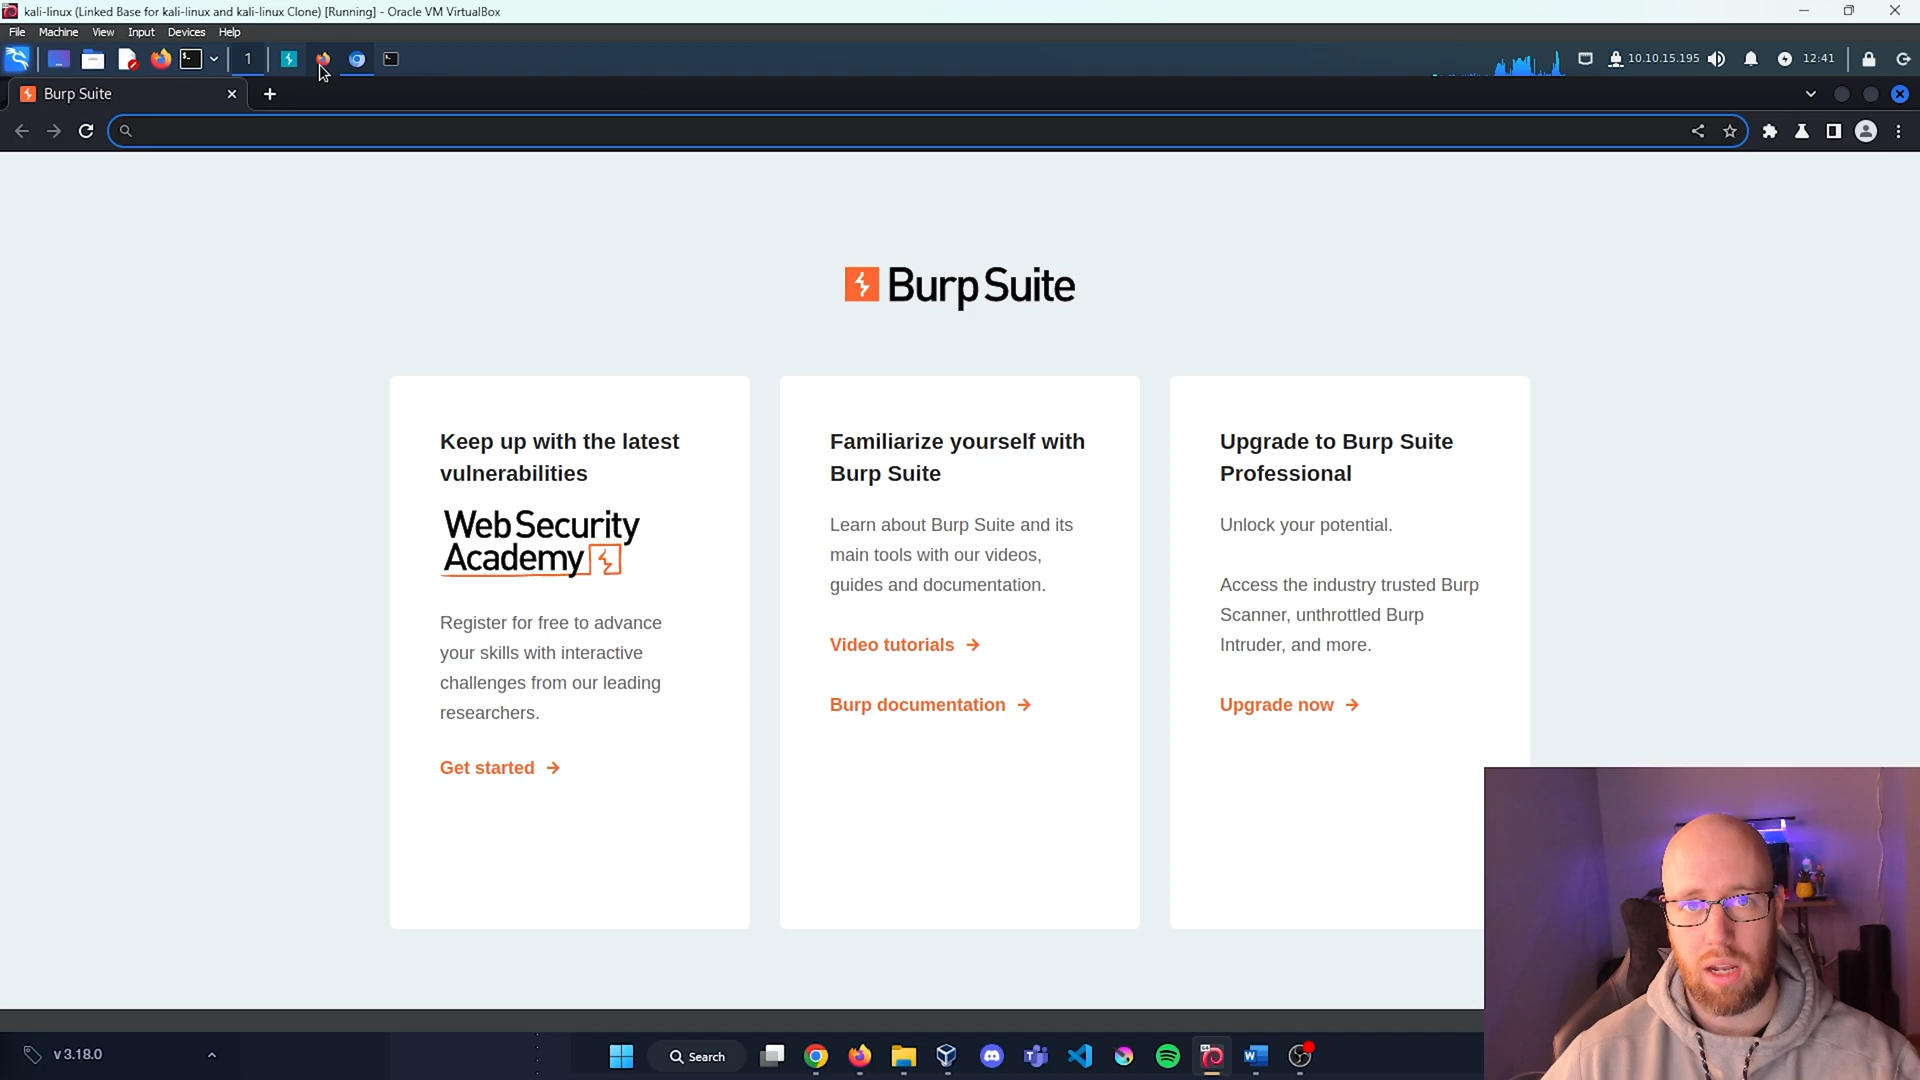 kali-linux (Linked Base for kali-linux and kali-linux Clone) [Running] - Oracle VM VirtualBox
File Machine View Input Devices Help
1
10.10.15.195
12:41
Burp Suite
Burp Suite
Keep up with the latest
vulnerabilities
Web Security
Academy
Register for free to advance
your skills with interactive
challenges from our leading
researchers.
Get started
Familiarize yourself with
Burp Suite
Learn about Burp Suite and its
main tools with our videos,
guides and documentation.
Video tutorials
Burp documentation
Upgrade to Burp Suite
Professional
Unlock your potential.
Access the industry trusted Burp
Scanner, unthrottled Burp
Intruder, and more.
Upgrade now
v 3.18.0
Search